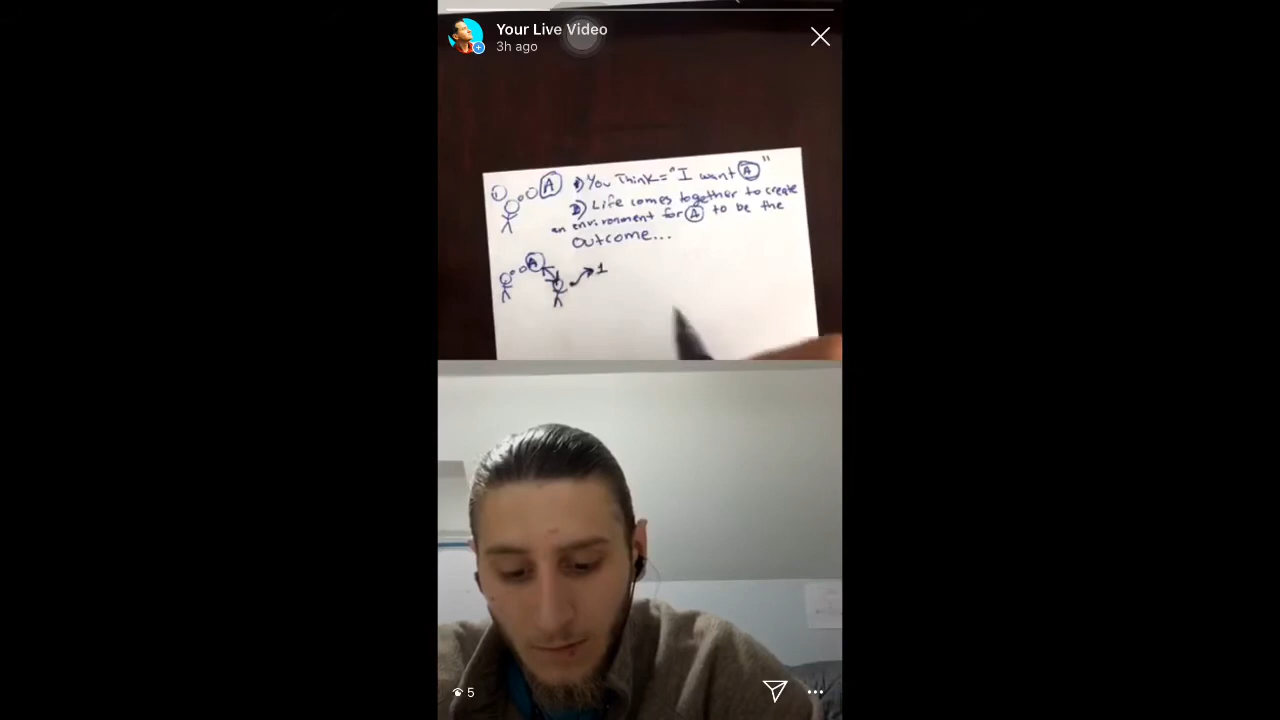 Your Live Video
3h ago
1) You Think = "I want A"
2) Life comes together to create
an environment for A to be the
outcome...
A
A
1
5